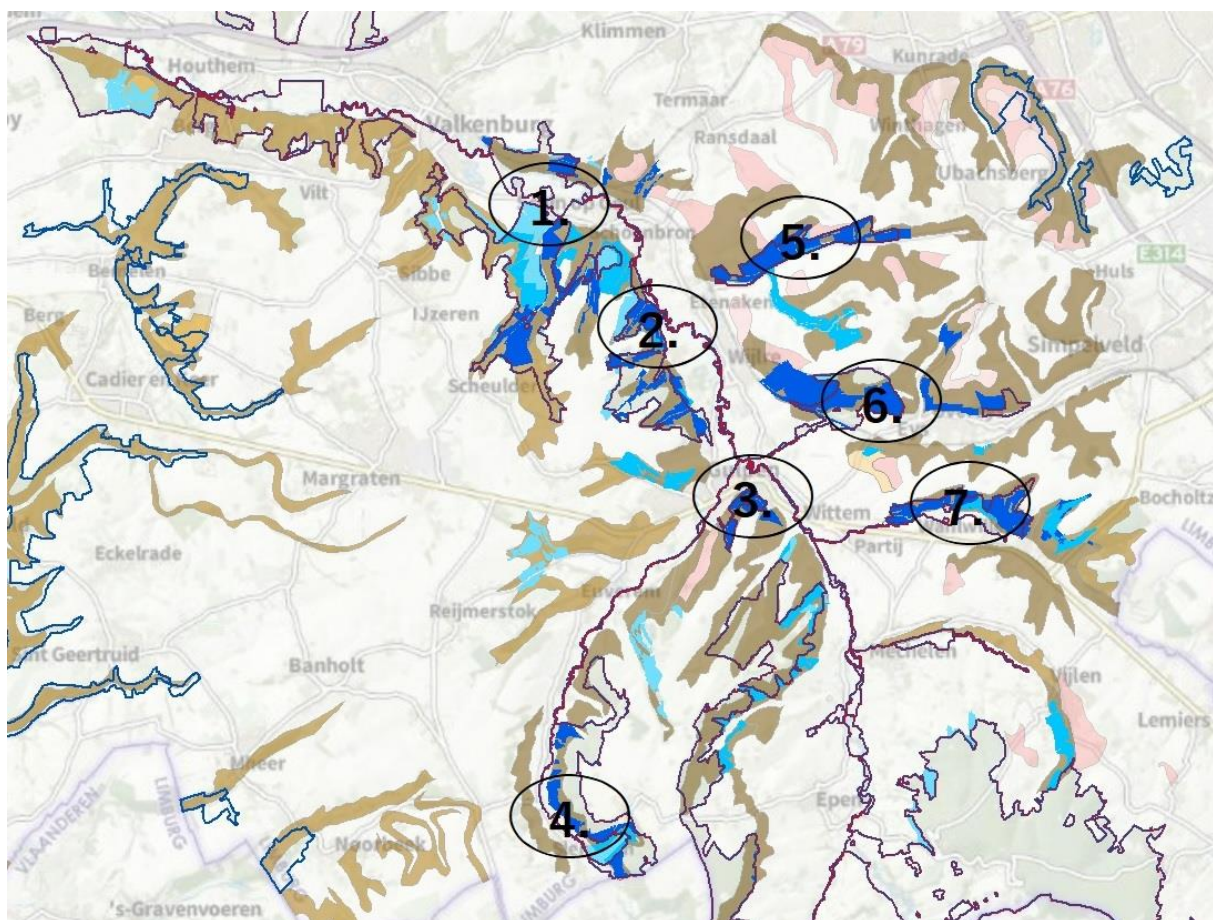 Klimmen
A79
Kunrade
Houthem
A76
Termaar
Valkenburg
Ransdaal
Winthagen
Ubachsberg
Vilt
1.
5.
E314
Sibbe
Huls
Berg
IJzeren
2.
Wijlre
Simpelveld
Cadier en Keer
Scheulder
6.
Margraten
3.
Wittem
7.
Bocholtz
Eckelrade
Partij
LIMBURG
Reijmerstok
Sint Geertruid
Banholt
Mechelen
Vijlen
Lemiers
Mheer
VLAANDEREN
LIMBURG
4.
Epen
Noorbeek
LIMBURG
's-Gravenvoeren